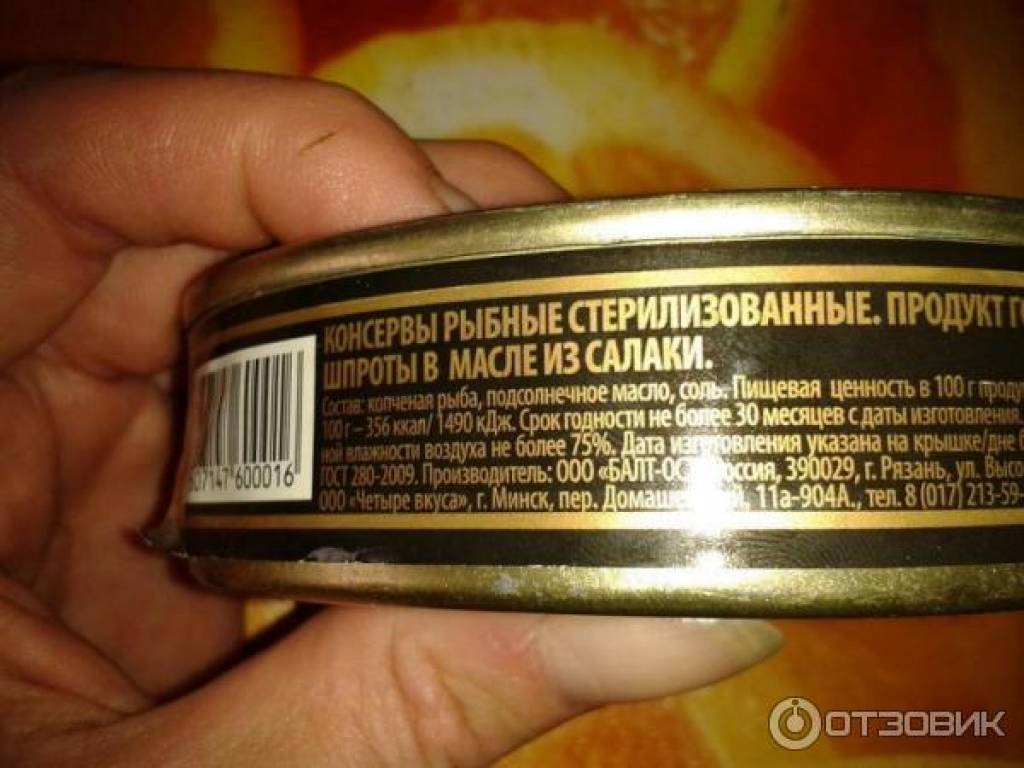 КОНСЕРВЫ РЫБНЫЕ СТЕРИЛИЗОВАННЫЕ. ПРОДУКТ
ШПРОТЫ В МАСЛЕ ИЗ САЛАКИ.
Состав: копченая рыба, подсолнечное масло, соль. Пищевая ценность в 100 г
100 г – 356 ккал/ 1490 кДж. Срок годности не более 30 месяцев с даты изготовления.
ной влажности воздуха не более 75%. Дата изготовления указана на крышке/дне
ГОСТ 280-2009. Производитель: ООО «БАЛТ-ОС Россия, 390029, г. Рязань, ул.
ООО «Четыре вкуса», г. Минск, пер. 11а-904А., тел. 8 (017) 213-59-
607147 600016
ОТЗОВИК